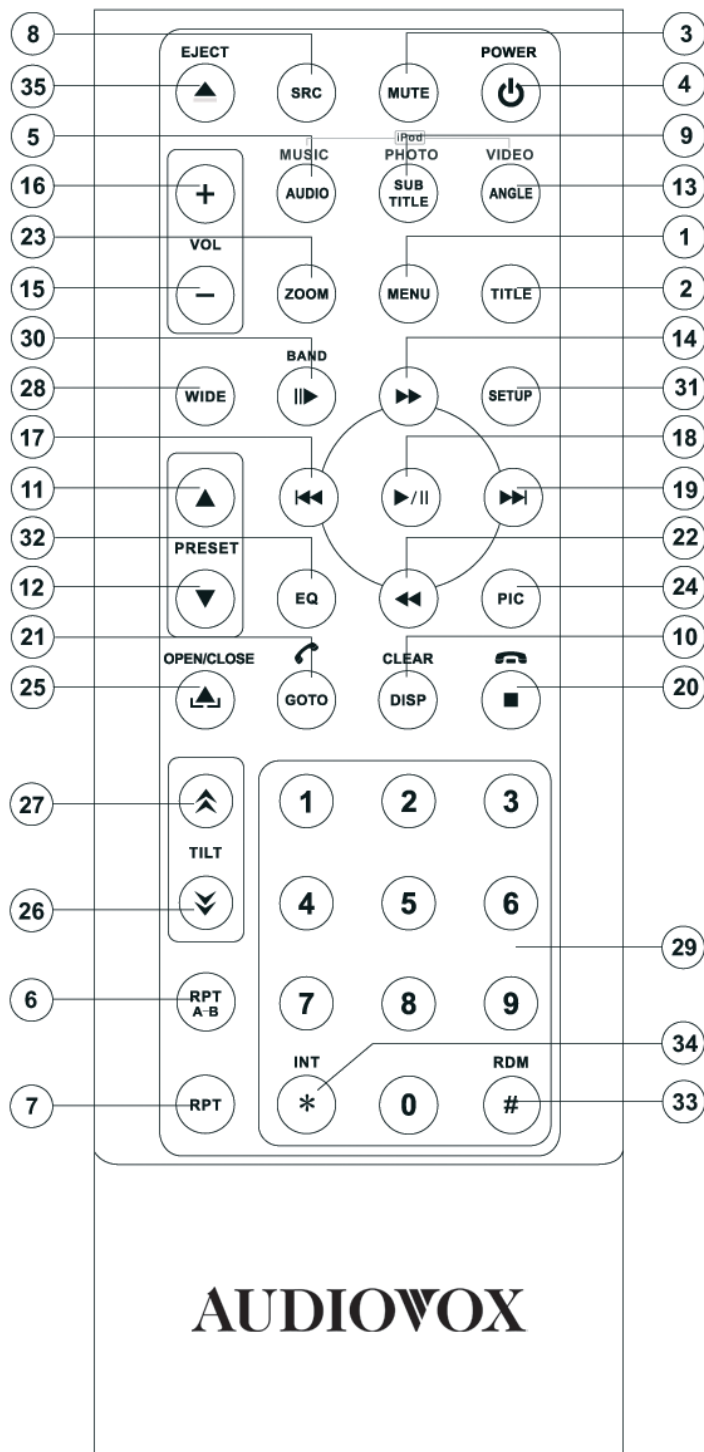 8 3
EJECT POWER
35 SRC MUTE 4
5 iPod 9
MUSIC PHOTO VIDEO
16 + AUDIO SUB TITLE ANGLE 13
23 VOL 1
15 − ZOOM MENU TITLE 2
30 BAND 14
28 WIDE SETUP 31
17 18
11 19
32 PRESET 22
12 EQ PIC 24
21 CLEAR 10
OPEN/CLOSE
25 GOTO DISP 20
27 1 2 3
TILT
26 4 5 6
29
6 RPT A-B 7 8 9
INT RDM 34
7 RPT * 0 # 33
AUDIOVOX